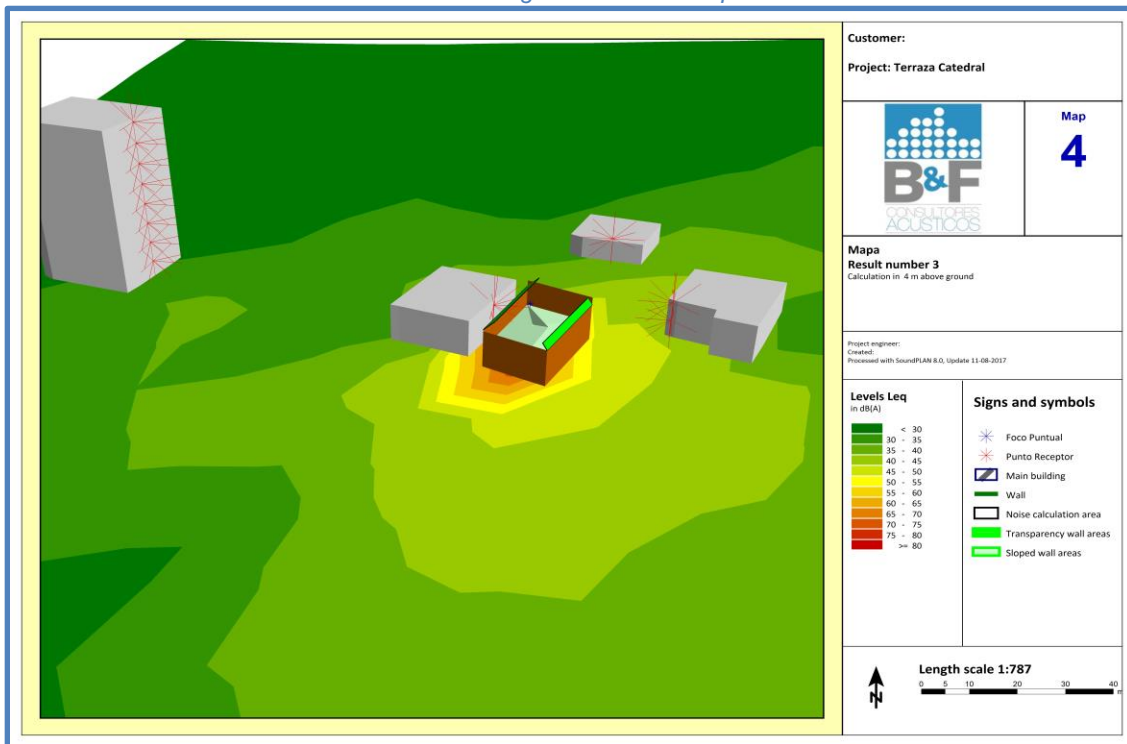 Customer:
Project: Terraza Catedral
B&F
CONSULTORES
ACÚSTICOS
Map
4
Mapa
Result number 3
Calculation in 4 m above ground
Project engineer:
Created:
Processed with SoundPLAN 8.0, Update 11-08-2017
Levels Leq
in dB(A)
< 30
30 - 35
35 - 40
40 - 45
45 - 50
50 - 55
55 - 60
60 - 65
65 - 70
70 - 75
75 - 80
>= 80
Signs and symbols
Foco Puntual
Punto Receptor
Main building
Wall
Noise calculation area
Transparency wall areas
Sloped wall areas
N
Length scale 1:787
0 5 10 20 30 40
m